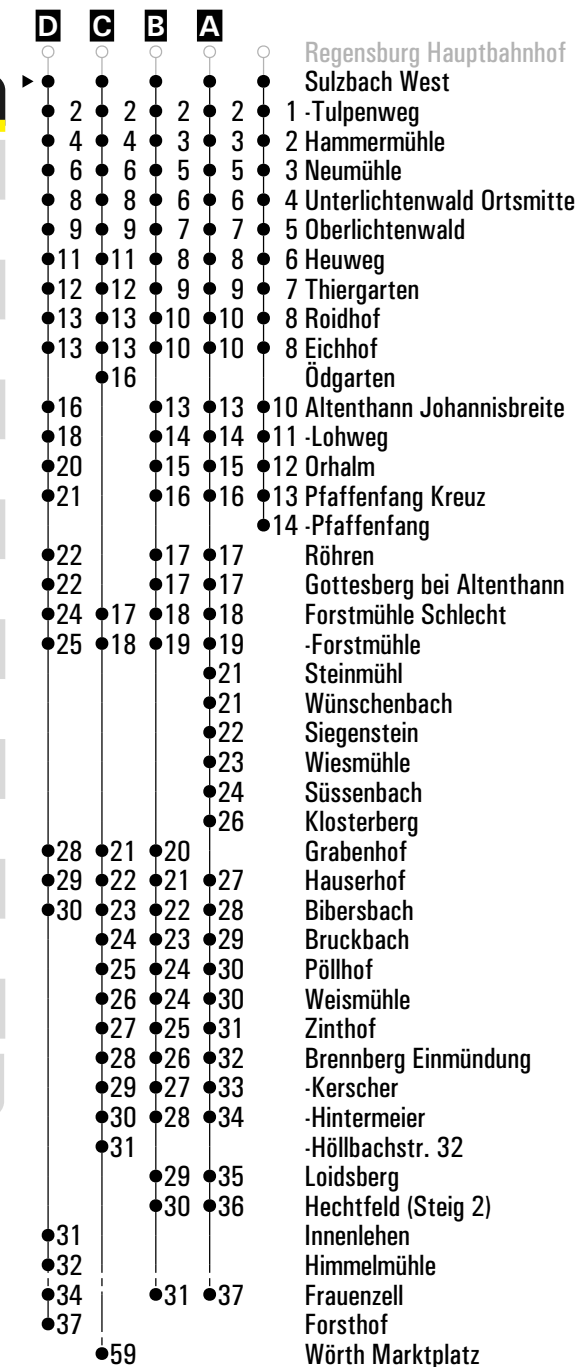 D C B A
Regensburg Hauptbahnhof
Sulzbach West
2 2 2 2 1 -Tulpenweg
4 4 3 3 2 Hammermühle
6 6 5 5 3 Neumühle
8 8 6 6 4 Unterlichtenwald Ortsmitte
9 9 7 7 5 Oberlichtenwald
11 11 8 8 6 Heuweg
12 12 9 9 7 Thiergarten
13 13 10 10 8 Roidhof
13 13 10 10 8 Eichhof
16 Ödgarten
16 13 13 10 Altenthann Johannisbreite
18 14 14 11 -Lohweg
20 15 15 12 Orhalm
21 16 16 13 Pfaffenfang Kreuz
14 -Pfaffenfang
22 17 17 Röhren
22 17 17 Gottesberg bei Altenthann
24 17 18 18 Forstmühle Schlecht
25 18 19 19 -Forstmühle
21 Steinmühl
21 Wünschenbach
22 Siegenstein
23 Wiesmühle
24 Süssenbach
26 Klosterberg
28 21 20 Grabenhof
29 22 21 27 Hauserhof
30 23 22 28 Bibersbach
24 23 29 Bruckbach
25 24 30 Pöllhof
26 24 30 Weismühle
27 25 31 Zinthof
28 26 32 Brennberg Einmündung
29 27 33 -Kerscher
30 28 34 -Hintermeier
31 -Höllbachstr. 32
29 35 Loidsberg
30 36 Hechtfeld (Steig 2)
31 Innenlehen
32 Himmelmühle
34 31 37 Frauenzell
37 Forsthof
59 Wörth Marktplatz